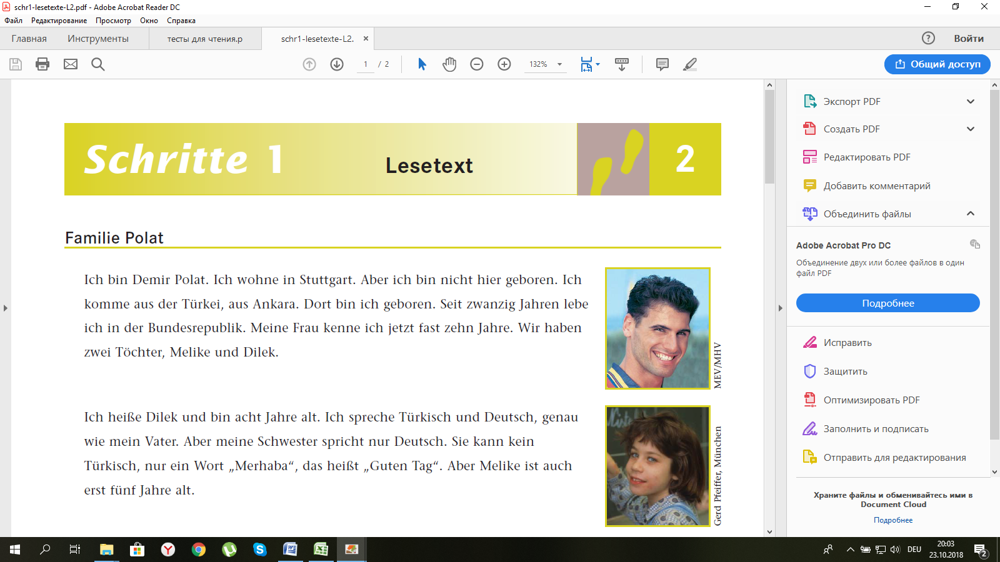 schr1-lesetexte-L2.pdf - Adobe Acrobat Reader DC
Файл Редактирование Просмотр Окно Справка
Главная Инструменты тесты для чтения.p schr1-lesetexte-L2. Войти
1 / 2 132% Общий доступ
Schritte 1 Lesetext 2
Familie Polat
Ich bin Demir Polat. Ich wohne in Stuttgart. Aber ich bin nicht hier geboren. Ich
komme aus der Türkei, aus Ankara. Dort bin ich geboren. Seit zwanzig Jahren lebe
ich in der Bundesrepublik. Meine Frau kenne ich jetzt fast zehn Jahre. Wir haben
zwei Töchter, Melike und Dilek.
MEV/MHV
Ich heiße Dilek und bin acht Jahre alt. Ich spreche Türkisch und Deutsch, genau
wie mein Vater. Aber meine Schwester spricht nur Deutsch. Sie kann kein
Türkisch, nur ein Wort „Merhaba“, das heißt „Guten Tag“. Aber Melike ist auch
erst fünf Jahre alt.
Gerd Pfeiffer, München
Экспорт PDF
Создать PDF
Редактировать PDF
Добавить комментарий
Объединить файлы
Adobe Acrobat Pro DC
Объединение двух или более файлов в один
файл PDF
Подробнее
Исправить
Защитить
Оптимизировать PDF
Заполнить и подписать
Отправить для редактирования
Храните файлы и обменивайтесь ими в
Document Cloud
Подробнее
DEU
20:03
23.10.2018
2